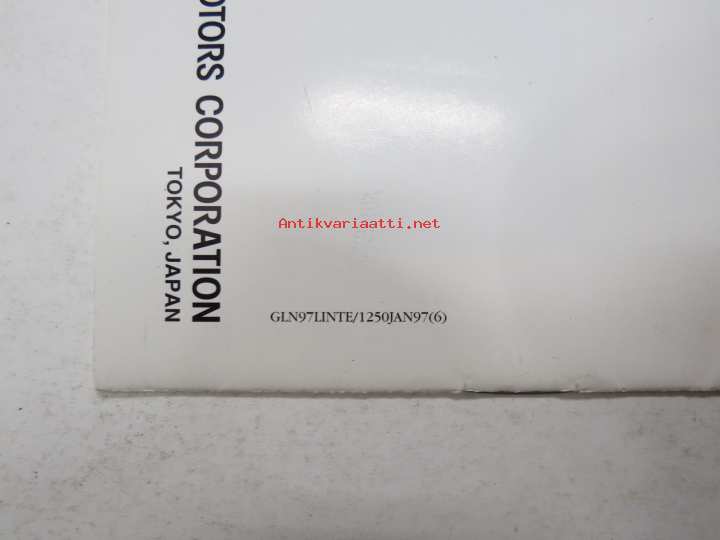 OTORS CORPORATION
TOKYO, JAPAN
Antikvariaatti.net
GLN97LINTE/1250JAN97(6)